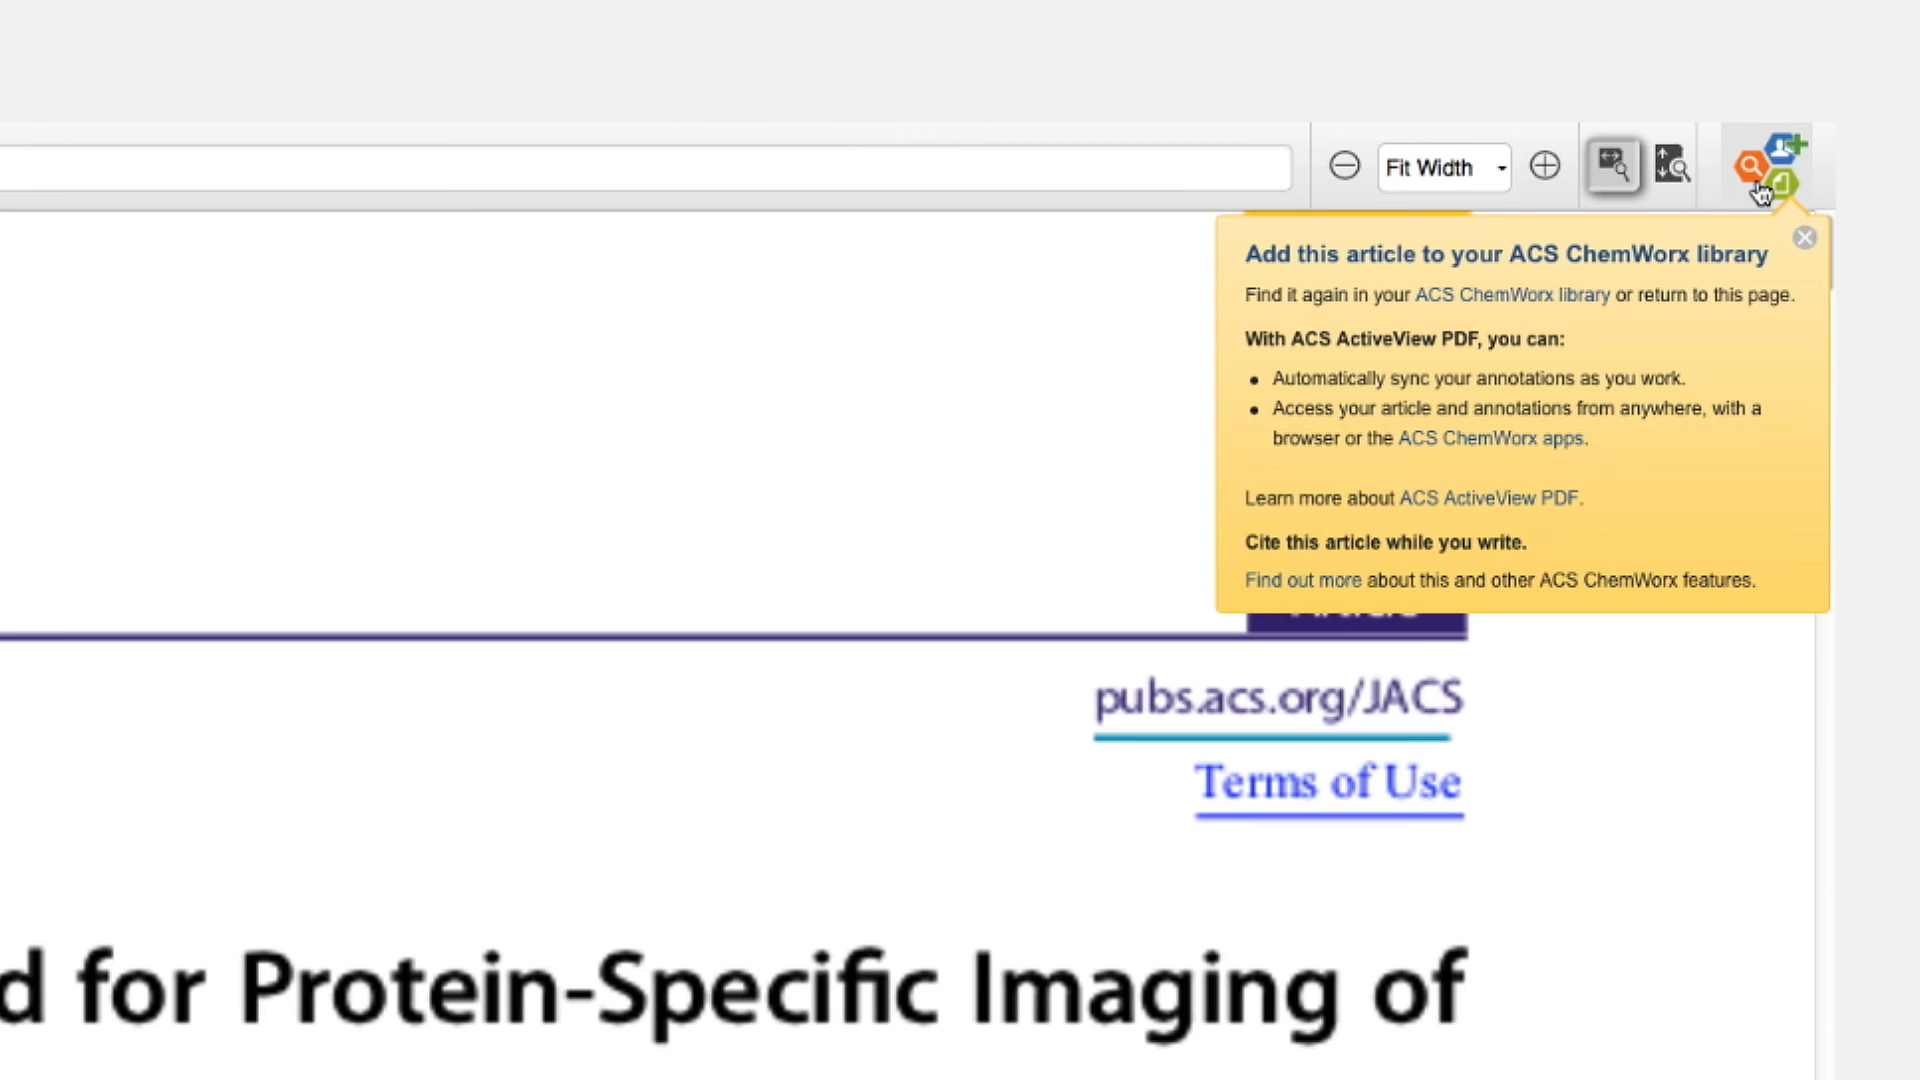 Fit Width
Add this article to your ACS ChemWorx library
Find it again in your ACS ChemWorx library or return to this page.
With ACS ActiveView PDF, you can:
• Automatically sync your annotations as you work.
• Access your article and annotations from anywhere, with a
browser or the ACS ChemWorx apps.
Learn more about ACS ActiveView PDF.
Cite this article while you write.
Find out more about this and other ACS ChemWorx features.
pubs.acs.org/JACS
Terms of Use
d for Protein-Specific Imaging of